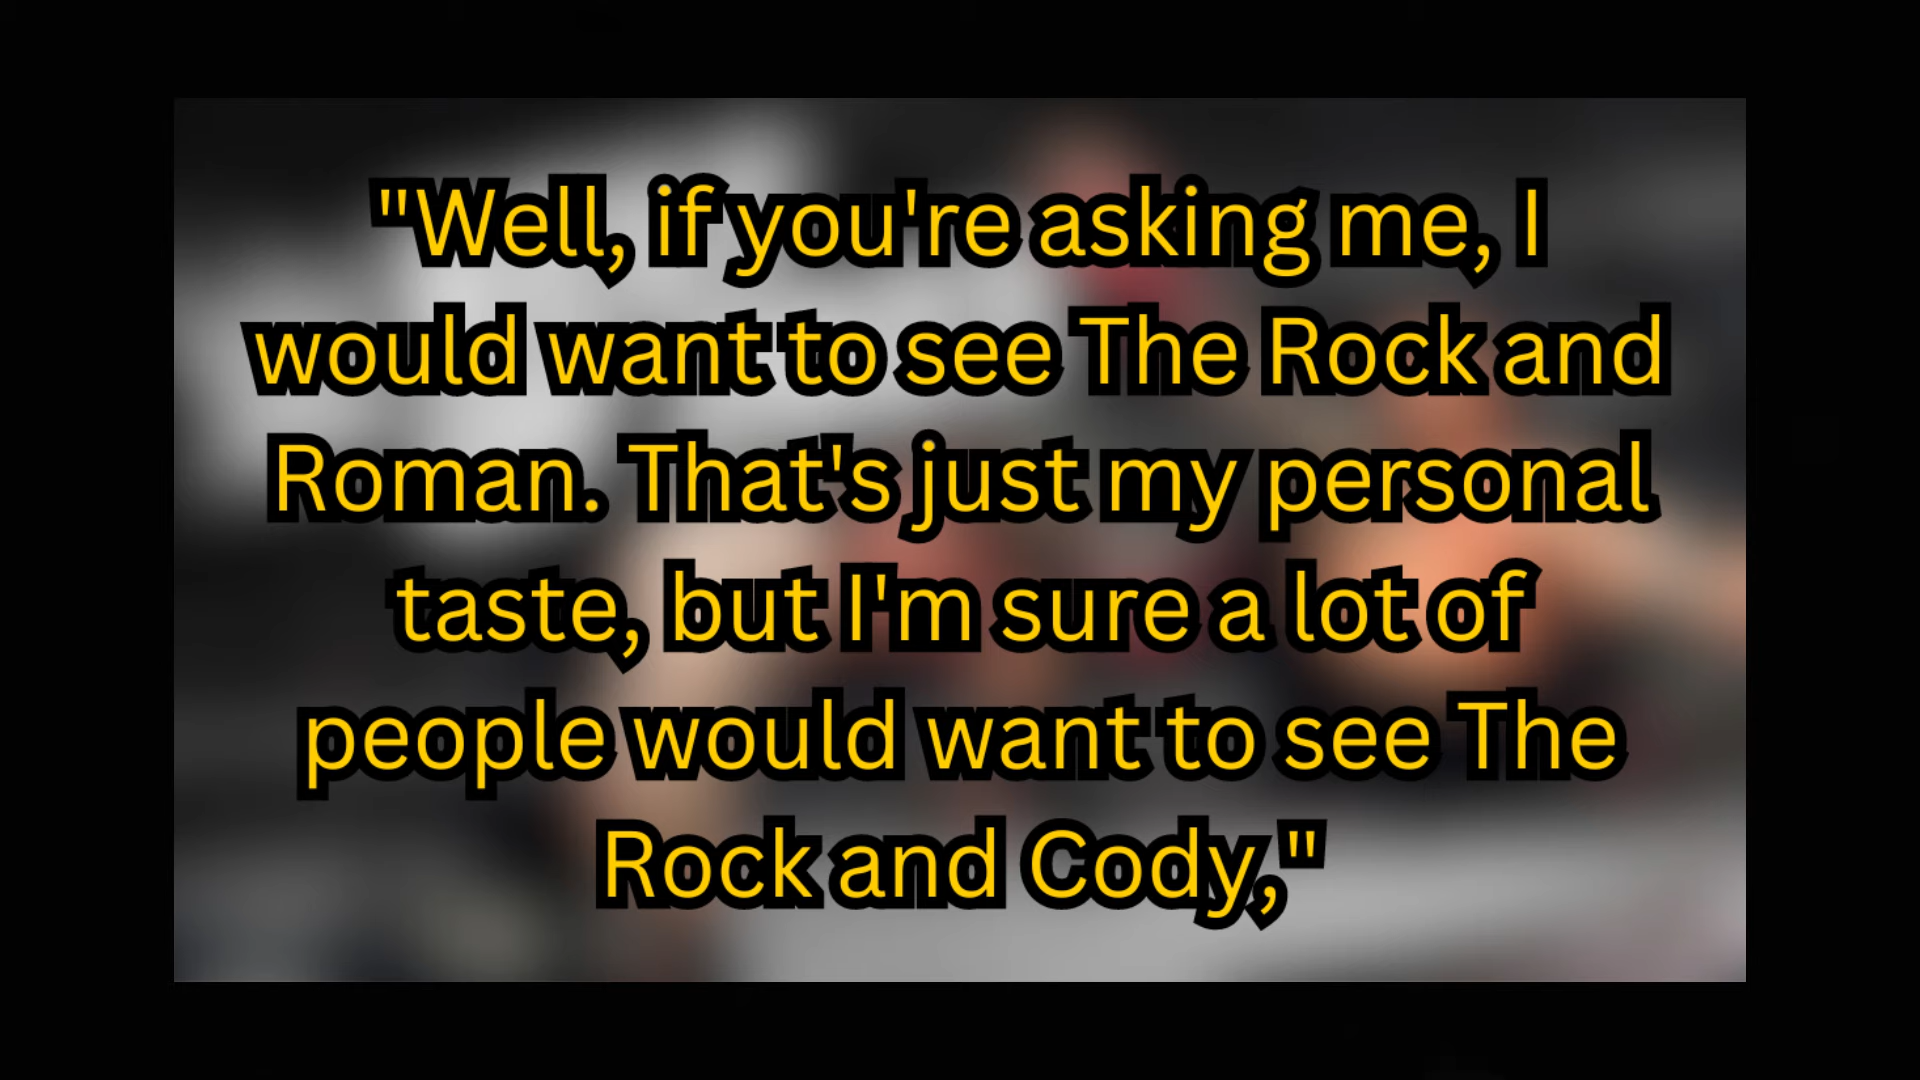 "Well, if you're asking me, I
would want to see The Rock and
Roman. That's just my personal
taste, but I'm sure a lot of
people would want to see The
Rock and Cody,"